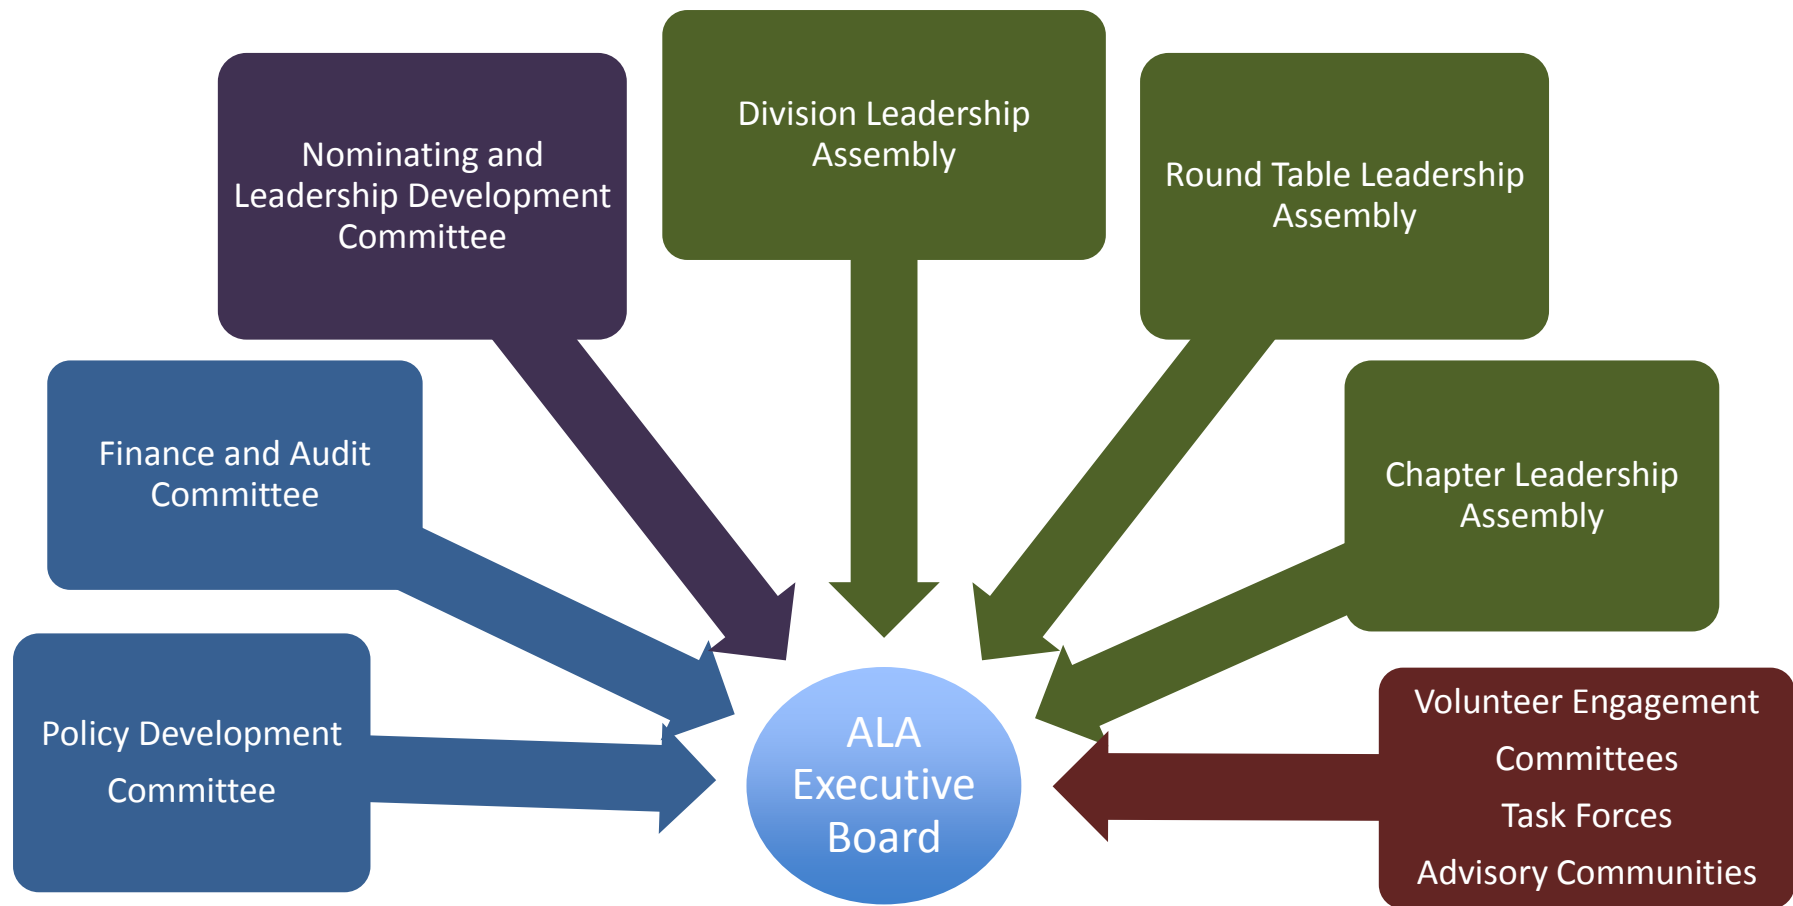 Division Leadership
Assembly
Nominating and
Leadership Development
Committee
Round Table Leadership
Assembly
Finance and Audit
Committee
Chapter Leadership
Assembly
Policy Development
Committee
ALA
Executive
Board
Volunteer Engagement
Committees
Task Forces
Advisory Communities